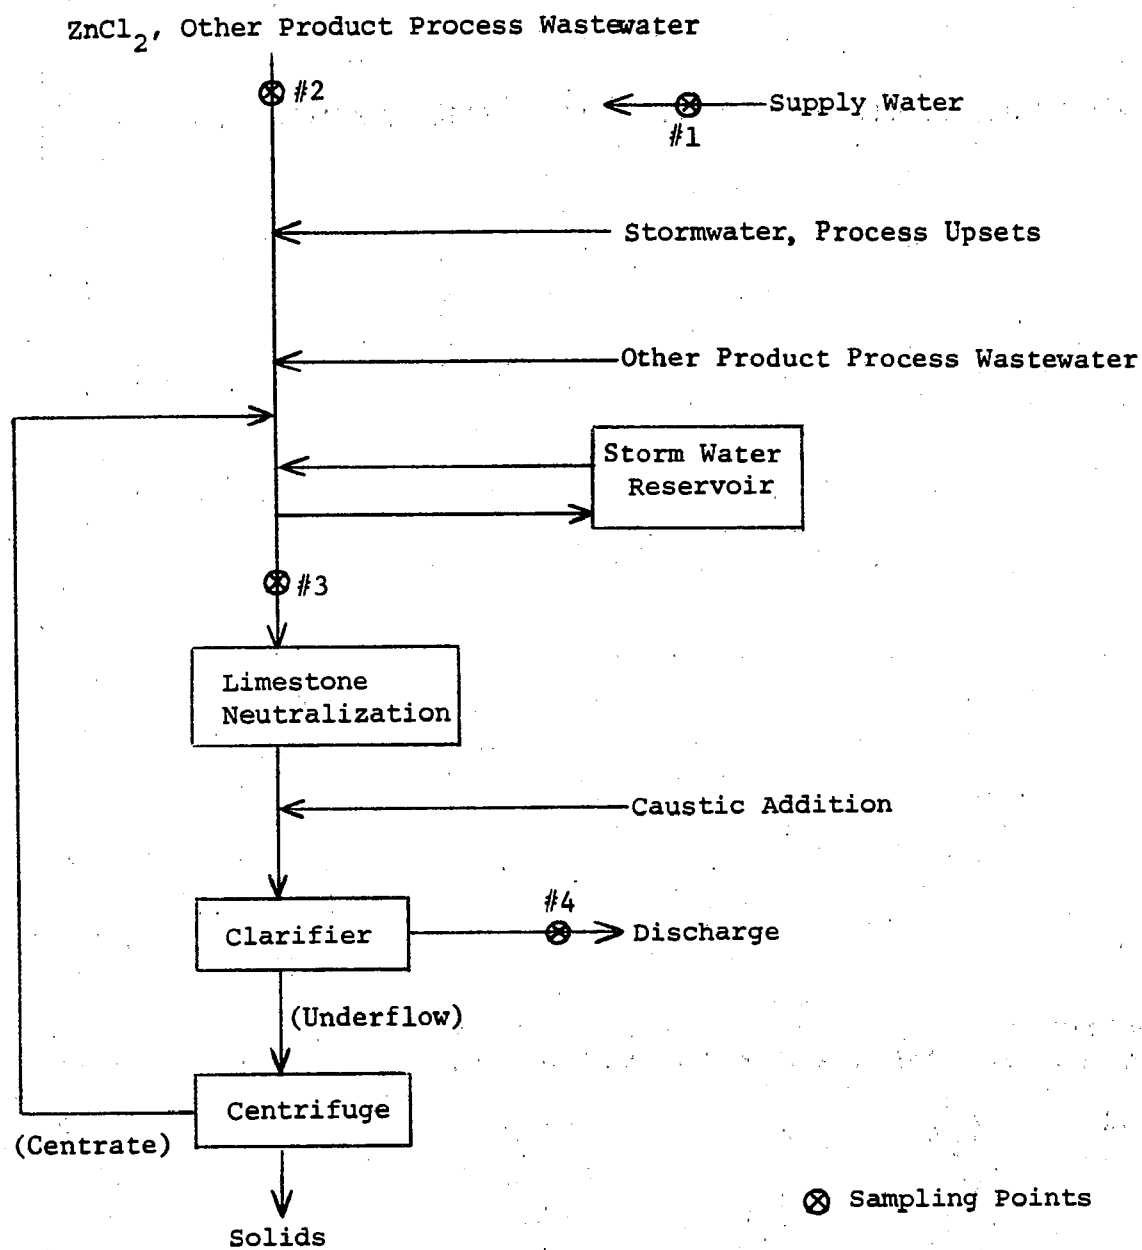 ZnCl2, Other Product Process Wastewater
#2
Supply Water
#1
Stormwater, Process Upsets
Other Product Process Wastewater
Storm Water
Reservoir
#3
Limestone
Neutralization
Caustic Addition
#4
Clarifier
Discharge
(Underflow)
Centrifuge
(Centrate)
Sampling Points
Solids